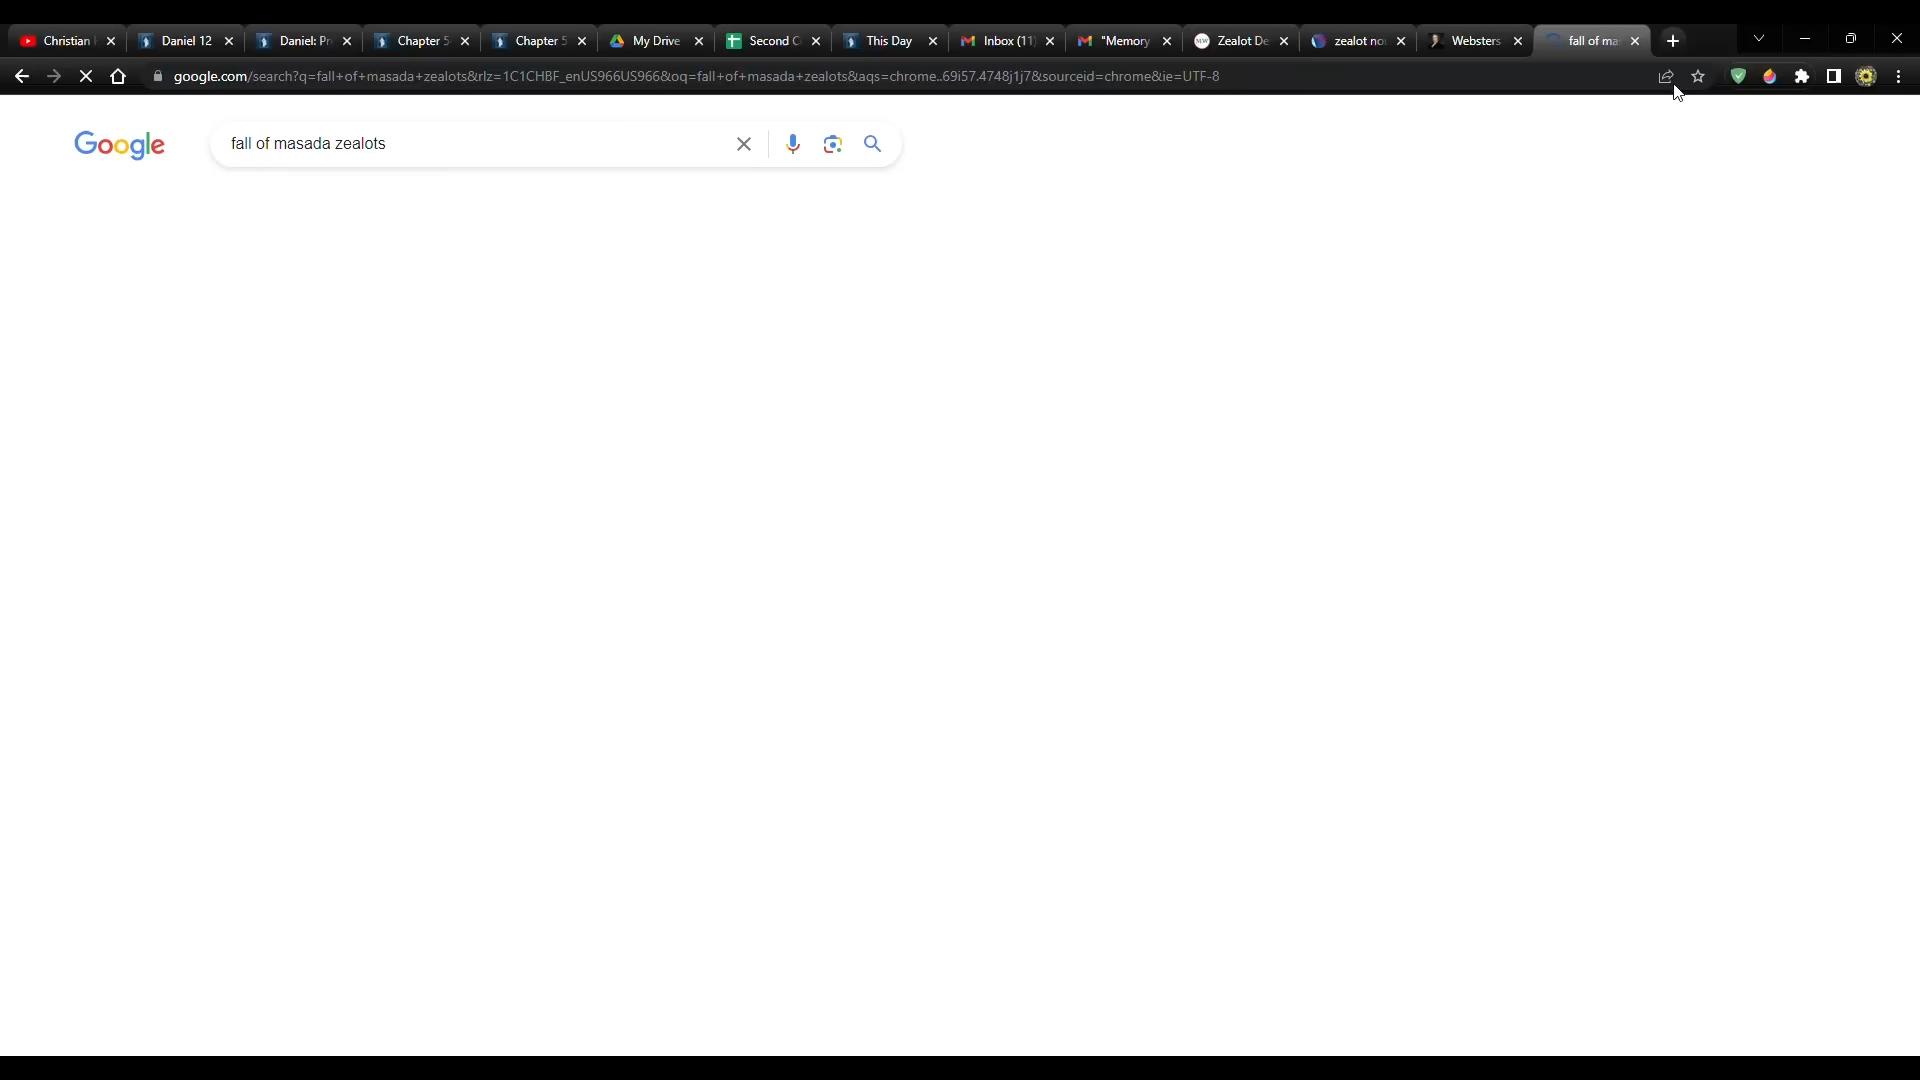 Christian
Daniel 12
Daniel: Pr
Chapter 5
Chapter 5
My Drive
Second C
This Day
Inbox (11)
"Memory
Zealot De
zealot no
Websters
fall of ma
google.com/search?q=fall+of+masada+zealots&rlz=1C1CHBF_enUS966US966&oq=fall+of+masada+zealots&aqs=chrome..69i57.4748j1j7&sourceid=chrome&ie=UTF-8
Google
fall of masada zealots